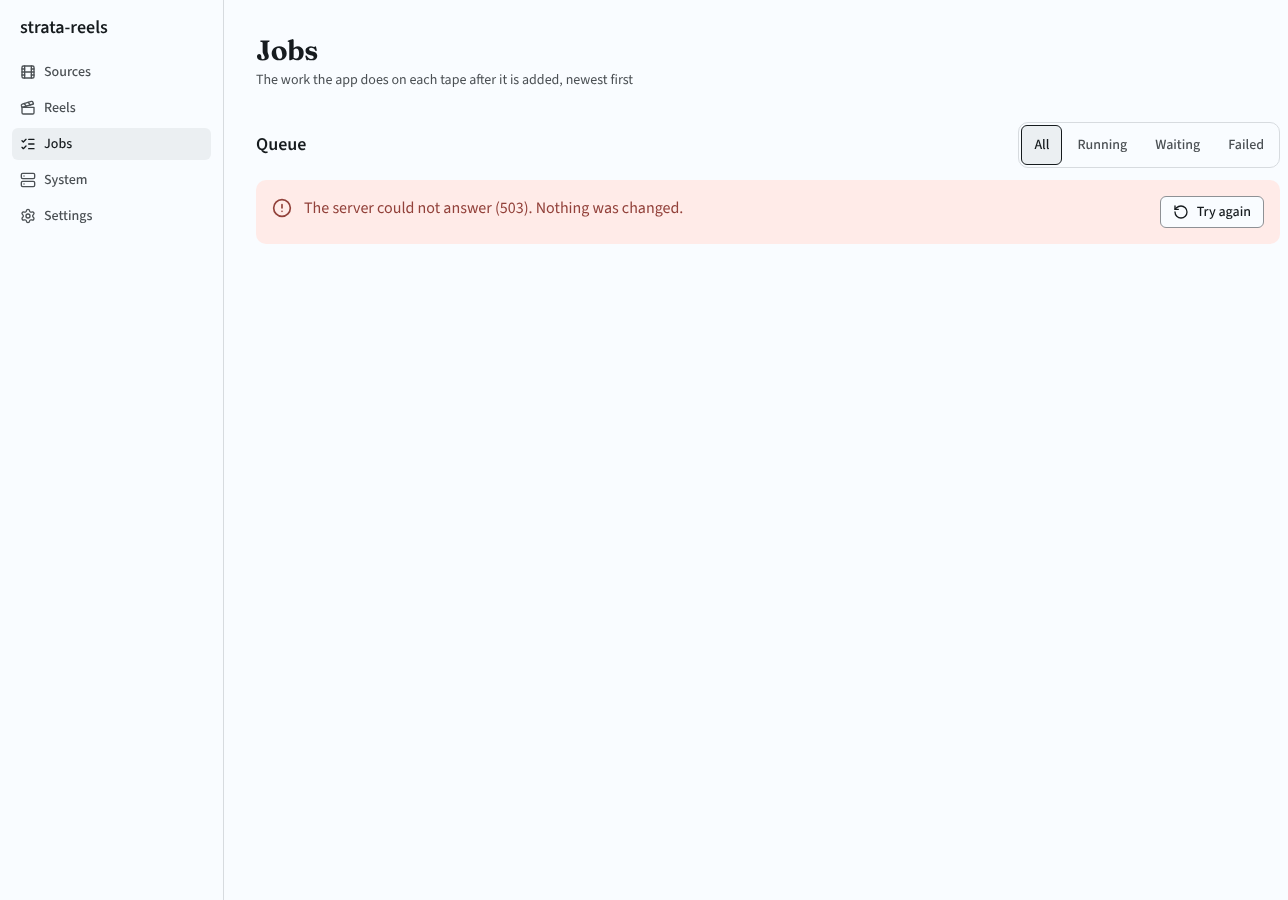 strata-reels
Sources
Reels
Jobs
System
Settings
Jobs
The work the app does on each tape after it is added, newest first
Queue
All
Running
Waiting
Failed
The server could not answer (503). Nothing was changed.
Try again